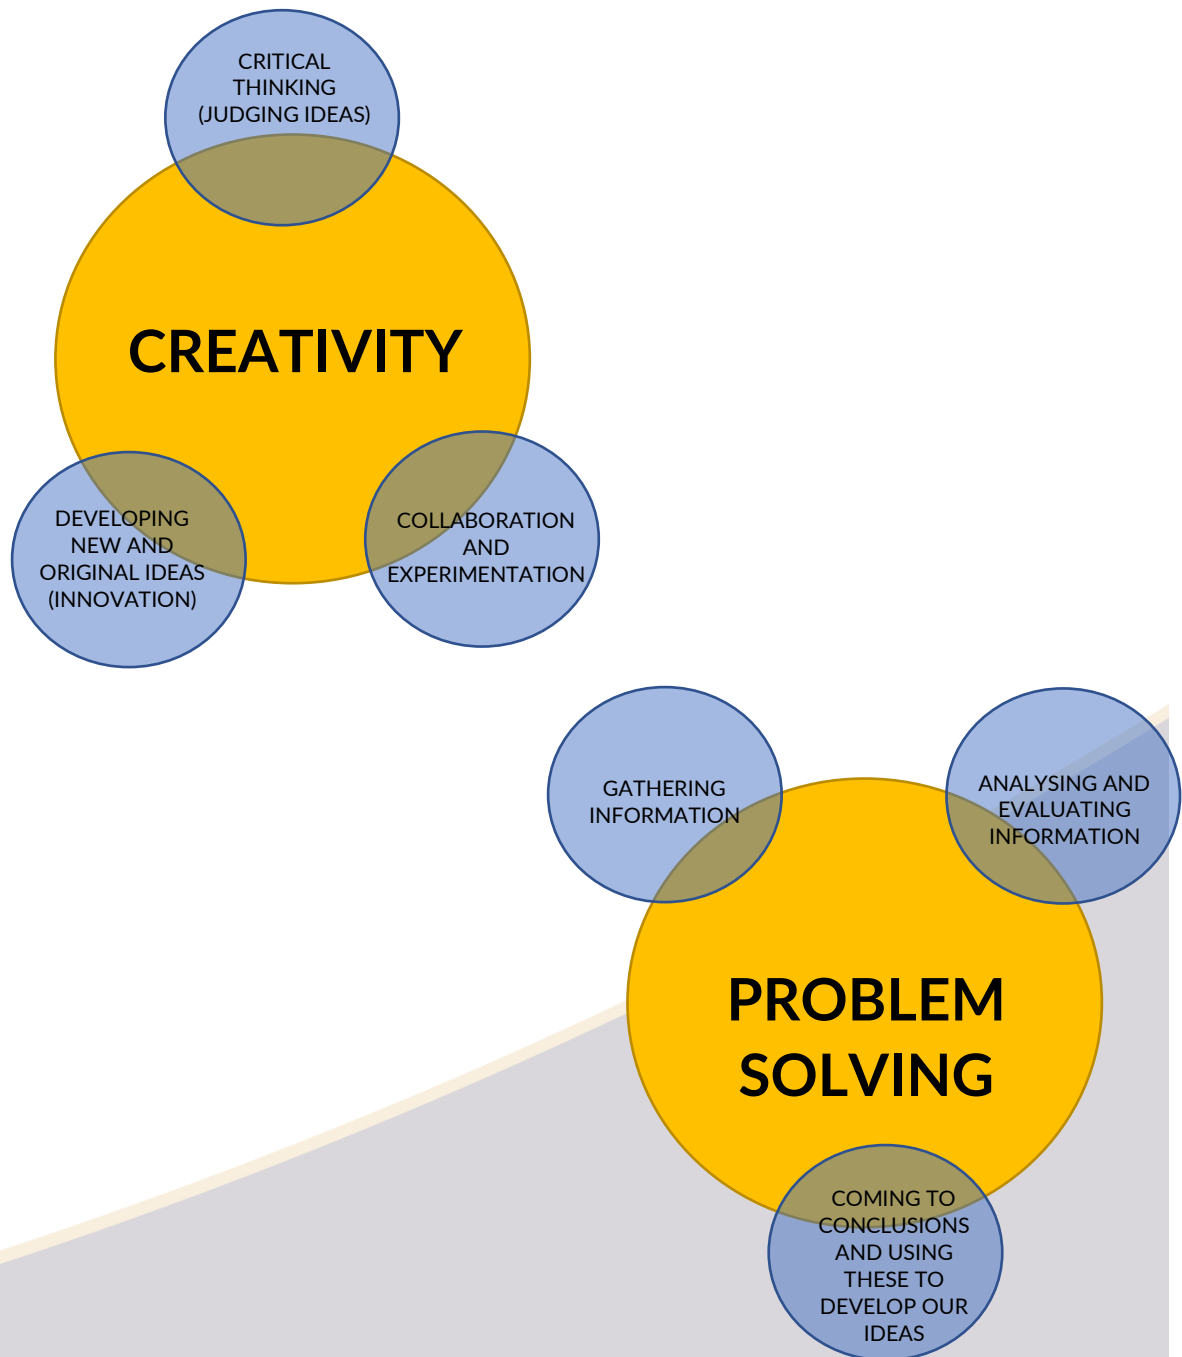 CRITICAL
THINKING
(JUDGING IDEAS)
CREATIVITY
DEVELOPING
NEW AND
ORIGINAL IDEAS
(INNOVATION)
COLLABORATION
AND
EXPERIMENTATION
GATHERING
INFORMATION
ANALYSING AND
EVALUATING
INFORMATION
PROBLEM
SOLVING
COMING TO
CONCLUSIONS
AND USING
THESE TO
DEVELOP OUR
IDEAS